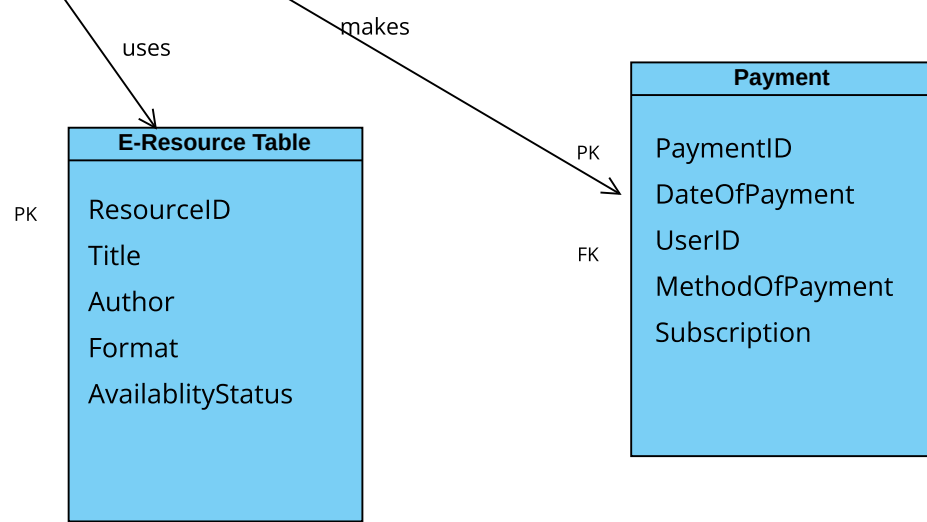 uses
makes
E-Resource Table
PK
ResourceID
Title
Author
Format
AvailablityStatus
Payment
PK
PaymentID
DateOfPayment
FK
UserID
MethodOfPayment
Subscription